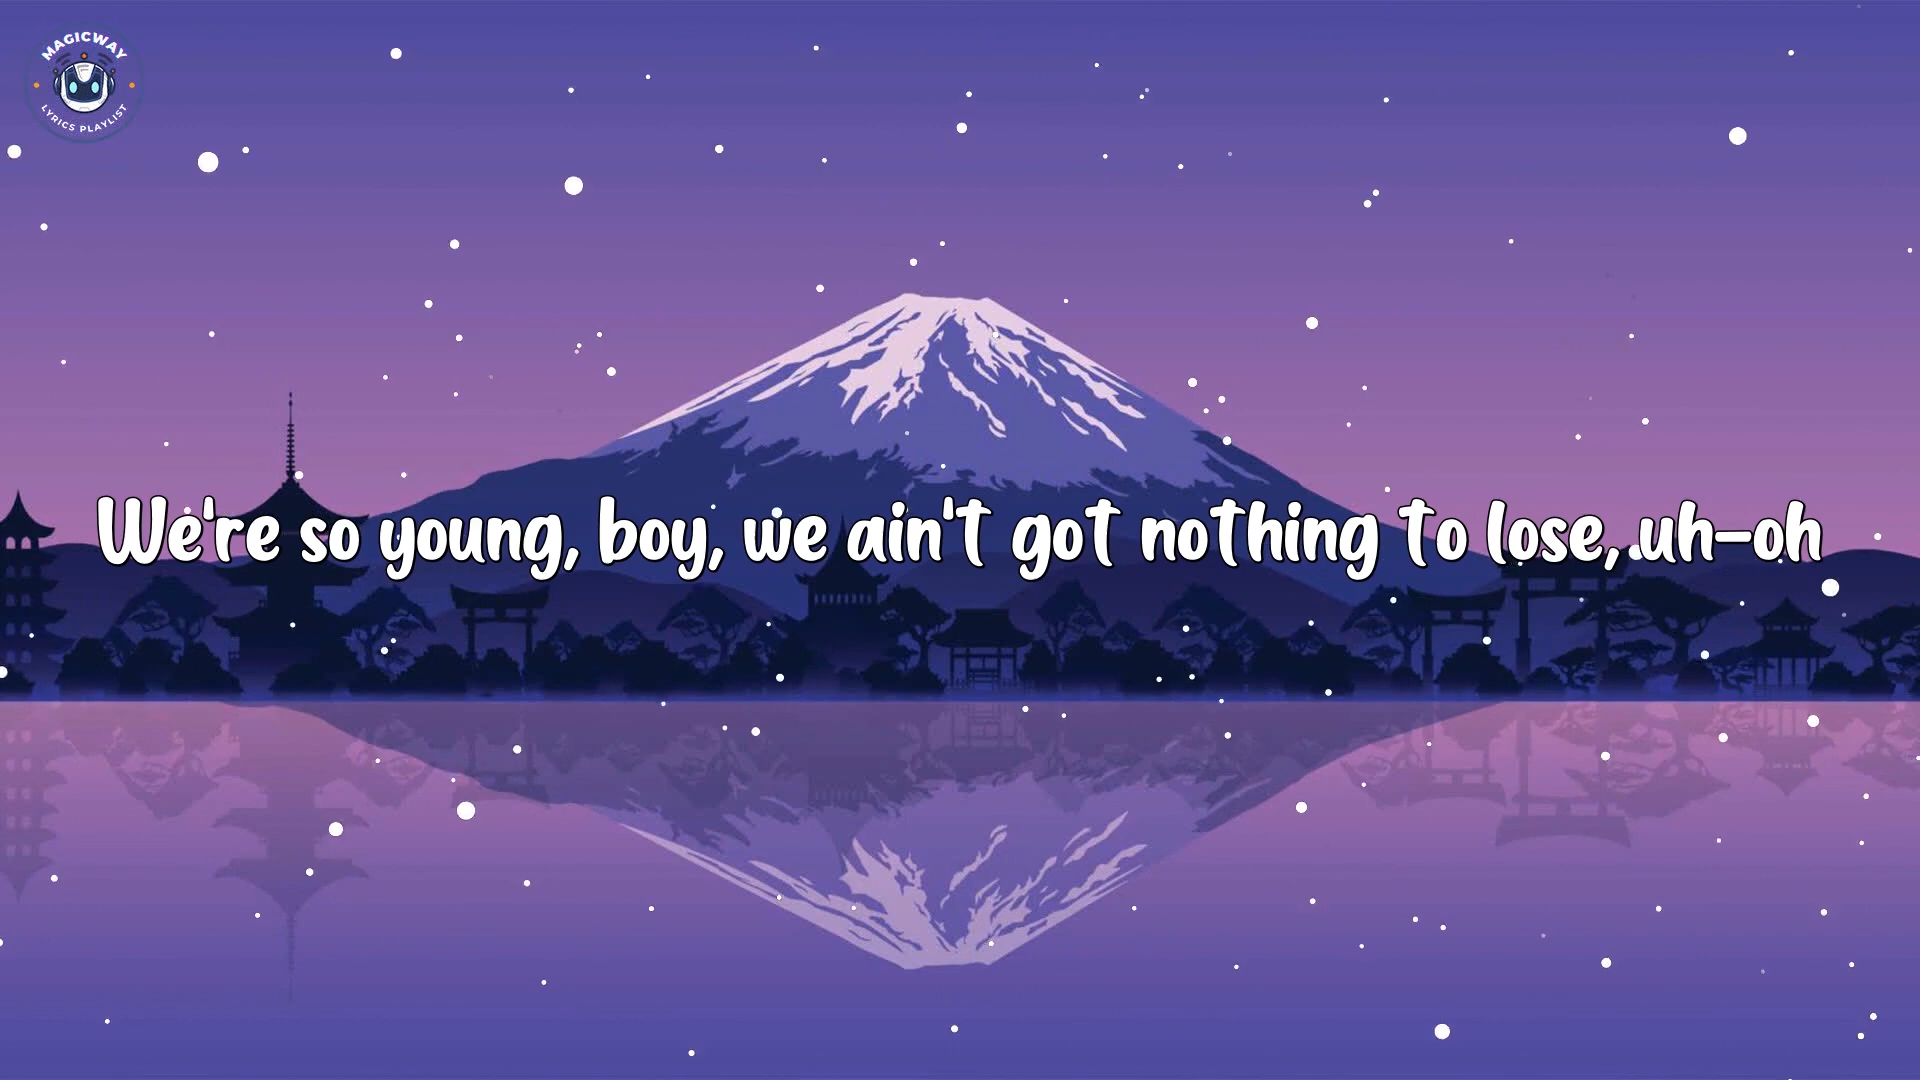 MAGICWAY
LYRICS PLAYLIST
We're so young, boy, we ain't got nothing to lose, uh-oh